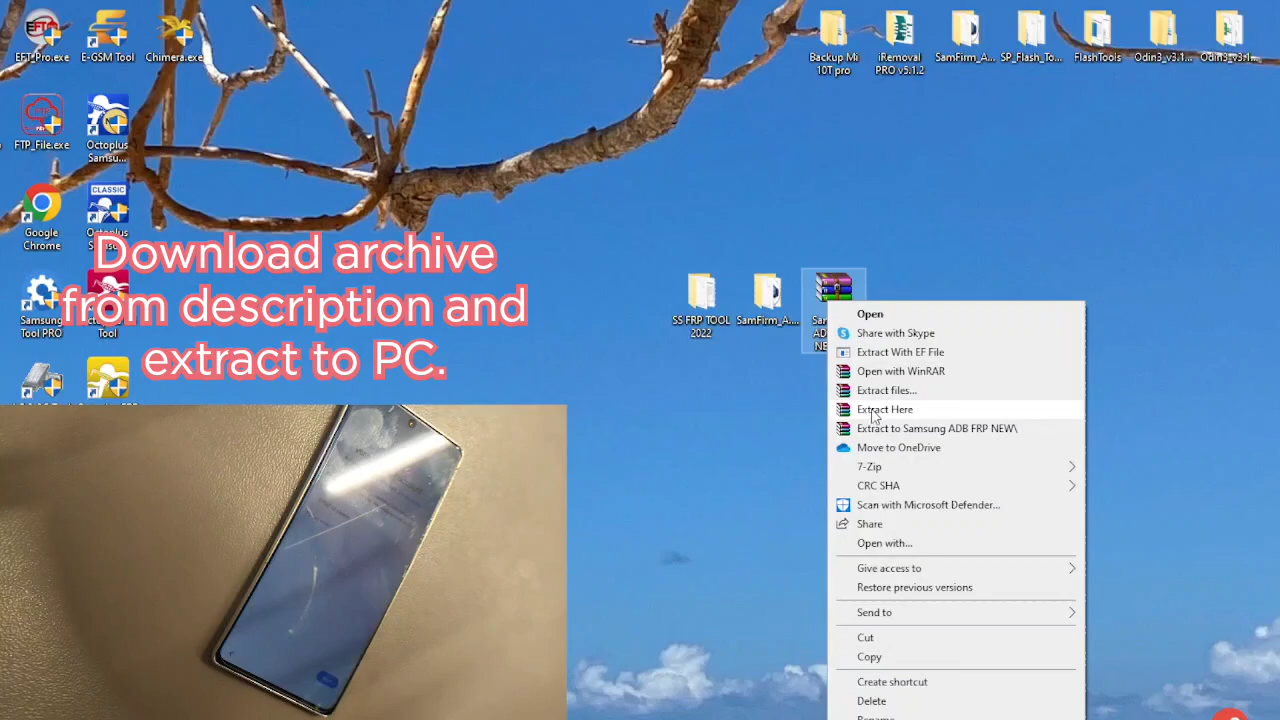 EFT_Pro.exe
E-GSM Tool
Chimera.exe
Backup Mi
10T pro
iRemoval
PRO v5.1.2
SamFirm_A...
SP_Flash_To...
FlashTools
Odin3_v3.1...
Odin3_v3.1...
FTP_File.exe
Octoplus
Samsu...
CLASSIC
Google
Chrome
Download archive
from description and
extract to PC.
Samsung
Tool PRO
Tool
SS FRP TOOL
2022
SamFirm_A...
Open
Share with Skype
Extract With EF File
Open with WinRAR
Extract files...
Extract Here
Extract to Samsung ADB FRP NEW\
Move to OneDrive
7-Zip
CRC SHA
Scan with Microsoft Defender...
Share
Open with...
Give access to
Restore previous versions
Send to
Cut
Copy
Create shortcut
Delete